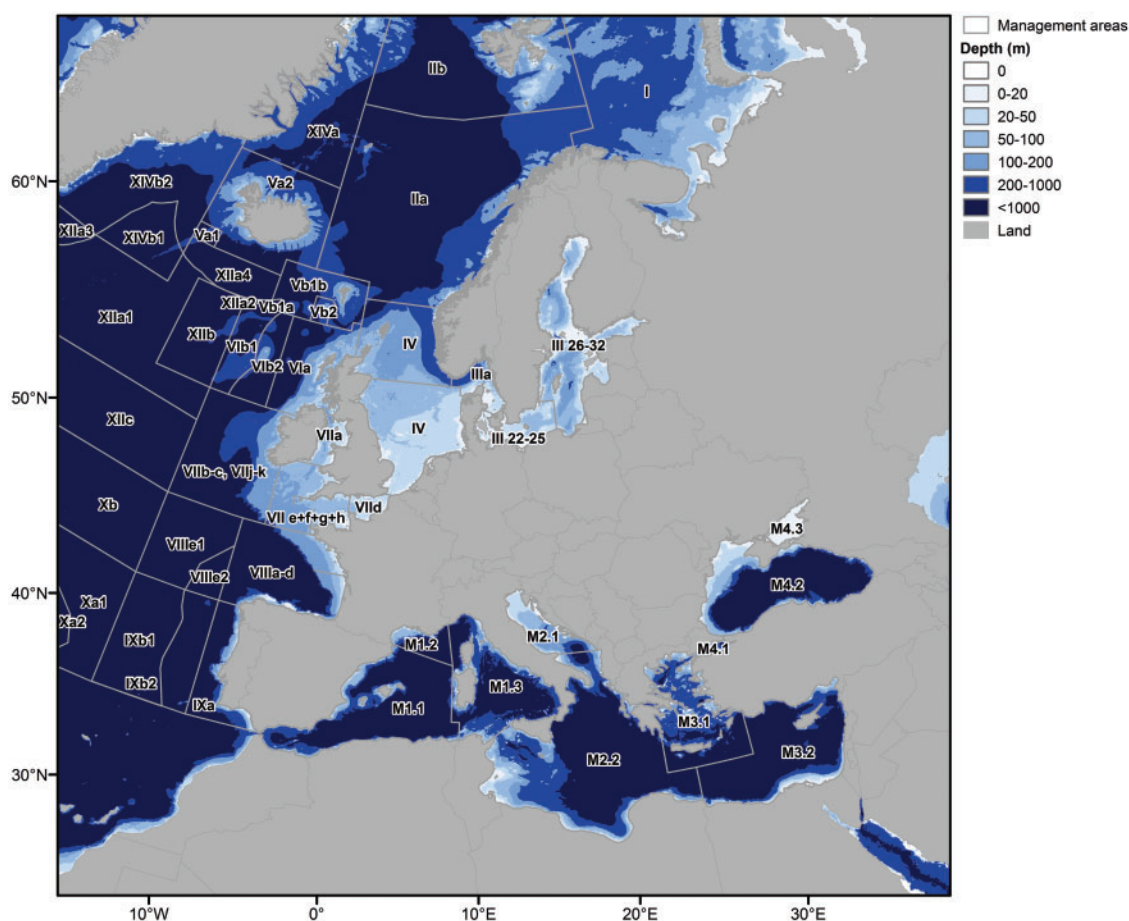 Management areas
Depth (m)
0
0-20
20-50
50-100
100-200
200-1000
<1000
Land
IIb
I
XIVa
60°N
XIVb2
Va2
IIa
XIIa3
XIVb1
Va1
XIIa4
Vb1b
XIIa2
Vb1a
Vb2
XIIa1
XIIb
VIb1
VIb2
VIa
IV
III 26-32
IIIa
50°N
XIIc
VIIa
IV
III 22-25
VIIb-c, VIIj-k
Xb
VII e+f+g+h
VIId
M4.3
VIIIe1
VIIIe2
VIIIa-d
M4.2
40°N
Xa1
Xa2
IXb1
M1.2
M2.1
M4.1
IXb2
IXa
M1.1
M1.3
M3.1
M2.2
M3.2
30°N
10°W
0°
10°E
20°E
30°E